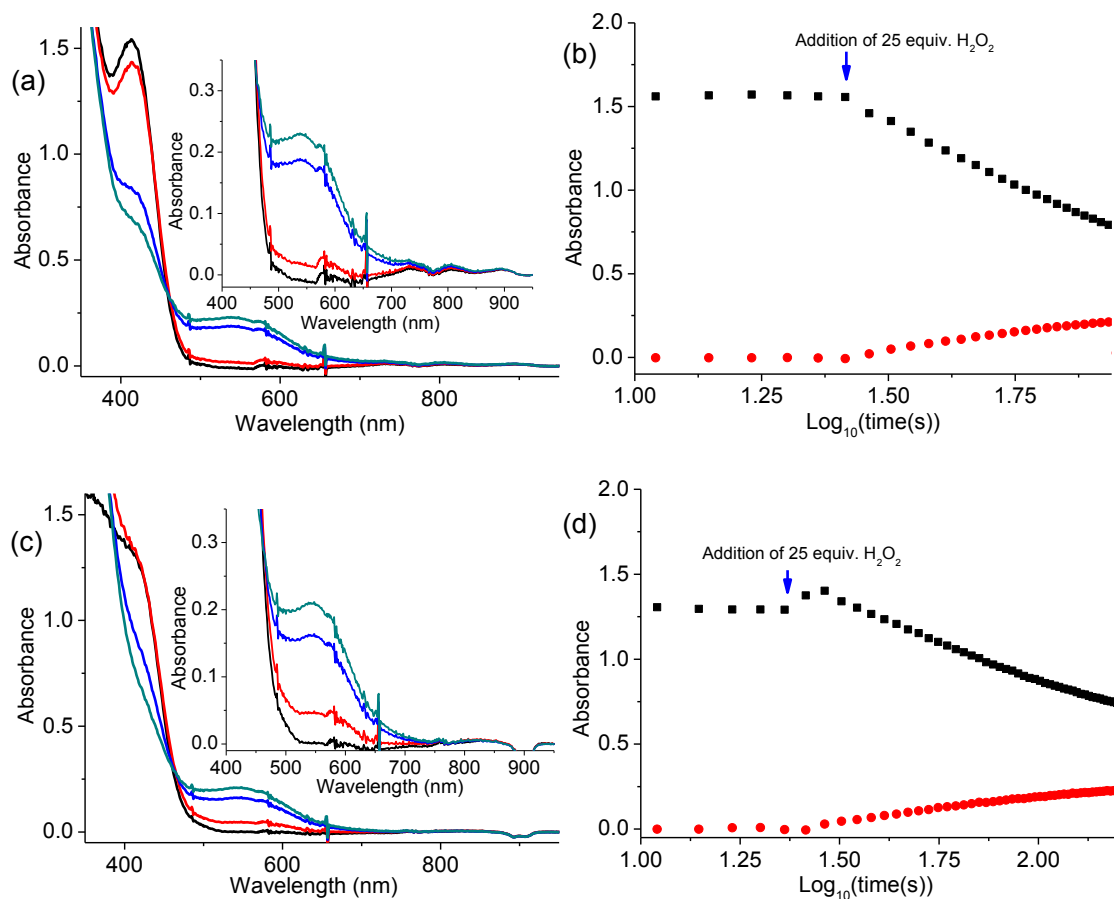 (a)
Absorbance
1.5
1.0
0.5
0.0
400 600 800
Wavelength (nm)
Absorbance
0.3
0.2
0.1
0.0
400 500 600 700 800 900
Wavelength (nm)
(b)
Addition of 25 equiv. H₂O₂
Absorbance
2.0
1.5
1.0
0.5
0.0
1.00 1.25 1.50 1.75
Log₁₀(time(s))
(c)
Absorbance
1.5
1.0
0.5
0.0
400 600 800
Wavelength (nm)
Absorbance
0.3
0.2
0.1
0.0
400 500 600 700 800 900
Wavelength (nm)
(d)
Addition of 25 equiv. H₂O₂
Absorbance
2.0
1.5
1.0
0.5
0.0
1.00 1.25 1.50 1.75 2.00
Log₁₀(time(s))